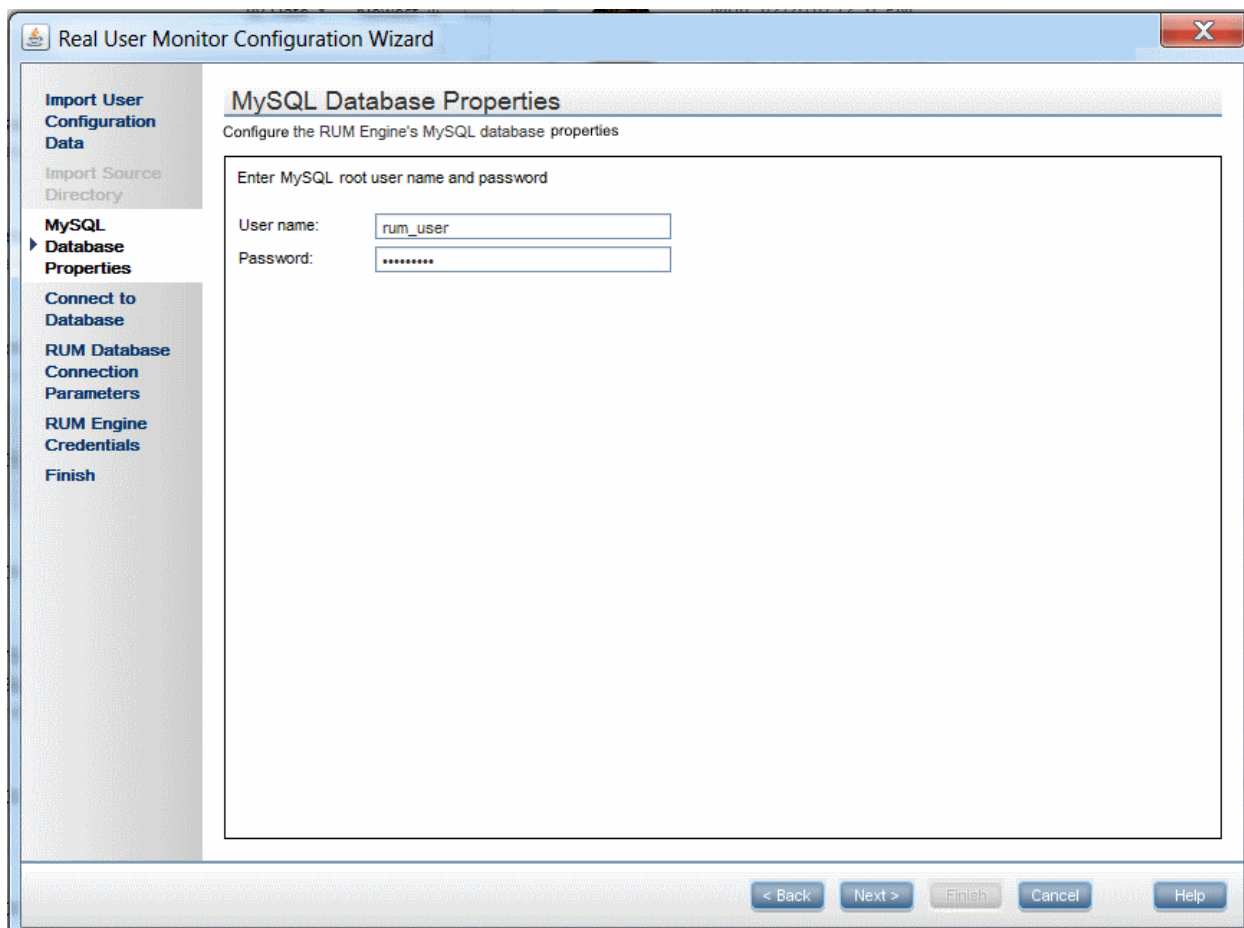 Real User Monitor Configuration Wizard
X
Import User
Configuration
Data
Import Source
Directory
MySQL
Database
Properties
Connect to
Database
RUM Database
Connection
Parameters
RUM Engine
Credentials
Finish
MySQL Database Properties
Configure the RUM Engine's MySQL database properties
Enter MySQL root user name and password
User name:
rum_user
Password:
•••••••••
< Back
Next >
Finish
Cancel
Help